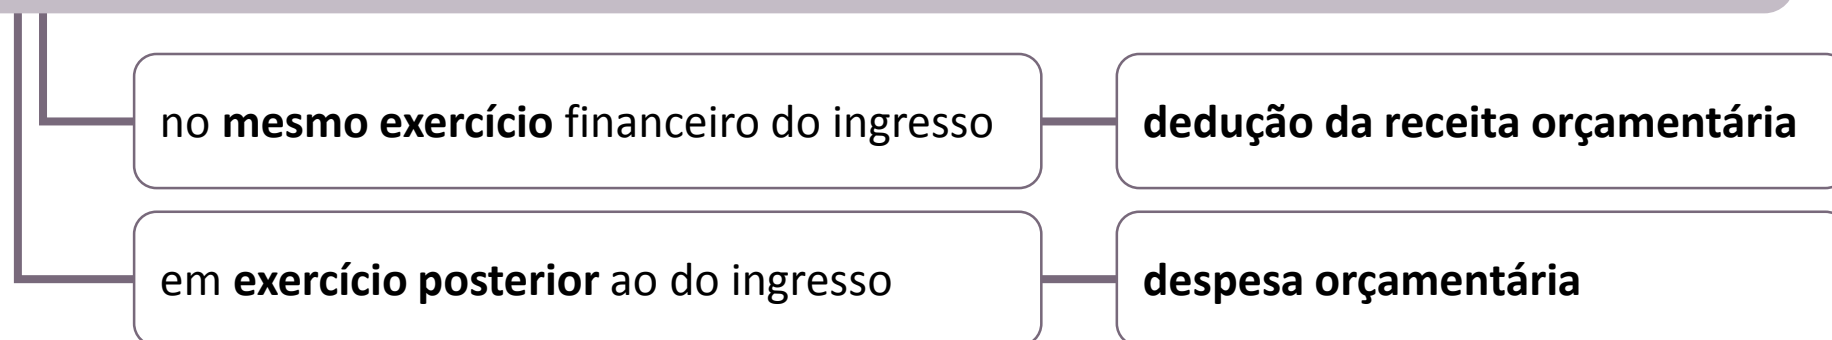 no mesmo exercício financeiro do ingresso
dedução da receita orçamentária
em exercício posterior ao do ingresso
despesa orçamentária